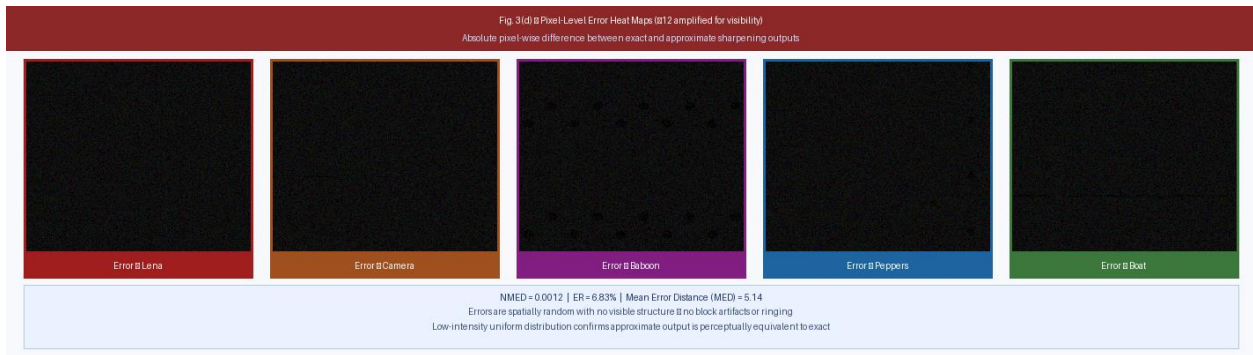 Fig. 3(d) ▯ Pixel-Level Error Heat Maps (▯12 amplified for visibility)
Absolute pixel-wise difference between exact and approximate sharpening outputs
Error ▯ Lena
Error ▯ Camera
Error ▯ Baboon
Error ▯ Peppers
Error ▯ Boat
NMED = 0.0012 | ER = 6.83% | Mean Error Distance (MED) = 5.14
Errors are spatially random with no visible structure ▯ no block artifacts or ringing
Low-intensity uniform distribution confirms approximate output is perceptually equivalent to exact